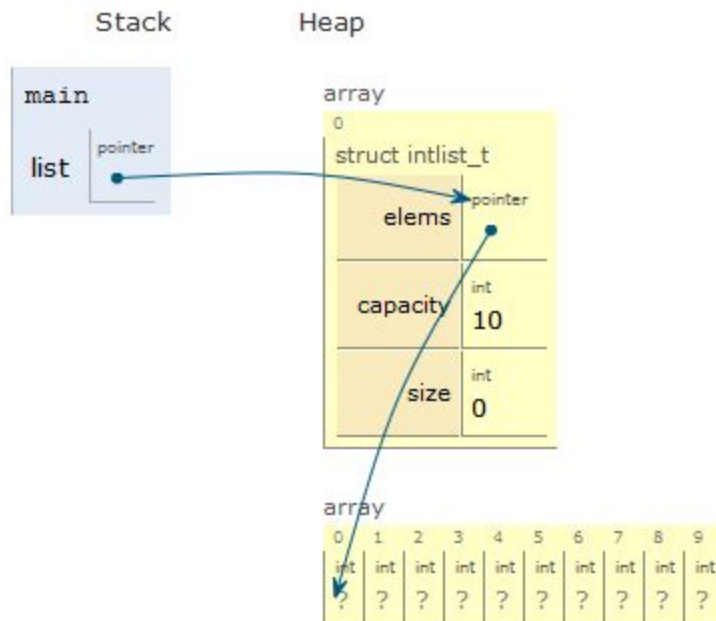 Stack Heap
main
array
0
struct intlist_t
list pointer
elems pointer
capacity int
10
size int
0
array
0 1 2 3 4 5 6 7 8 9
int int int int int int int int int int
? ? ? ? ? ? ? ? ? ?